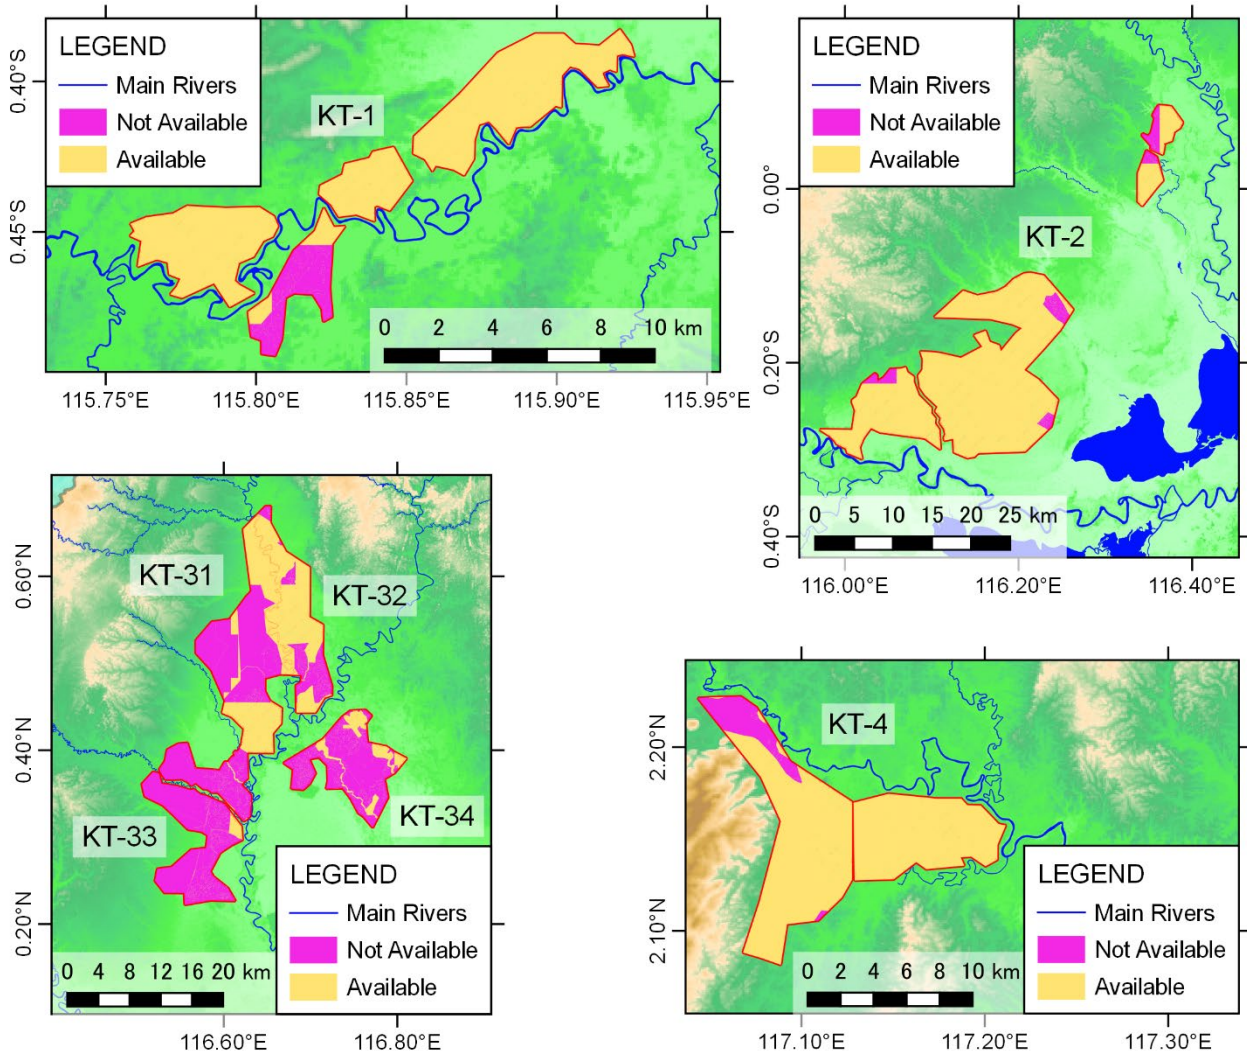 LEGEND
Main Rivers
Not Available
Available
KT-1
0.40°S
0.45°S
0 2 4 6 8 10 km
115.75°E 115.80°E 115.85°E 115.90°E 115.95°E
LEGEND
Main Rivers
Not Available
Available
KT-2
0.00°
0.20°S
0.40°S
0 5 10 15 20 25 km
116.00°E 116.20°E 116.40°E
KT-31
KT-32
KT-33
KT-34
0.60°N
0.40°N
0.20°N
LEGEND
Main Rivers
Not Available
Available
0 4 8 12 16 20 km
116.60°E 116.80°E
KT-4
2.20°N
2.10°N
LEGEND
Main Rivers
Not Available
Available
0 2 4 6 8 10 km
117.10°E 117.20°E 117.30°E